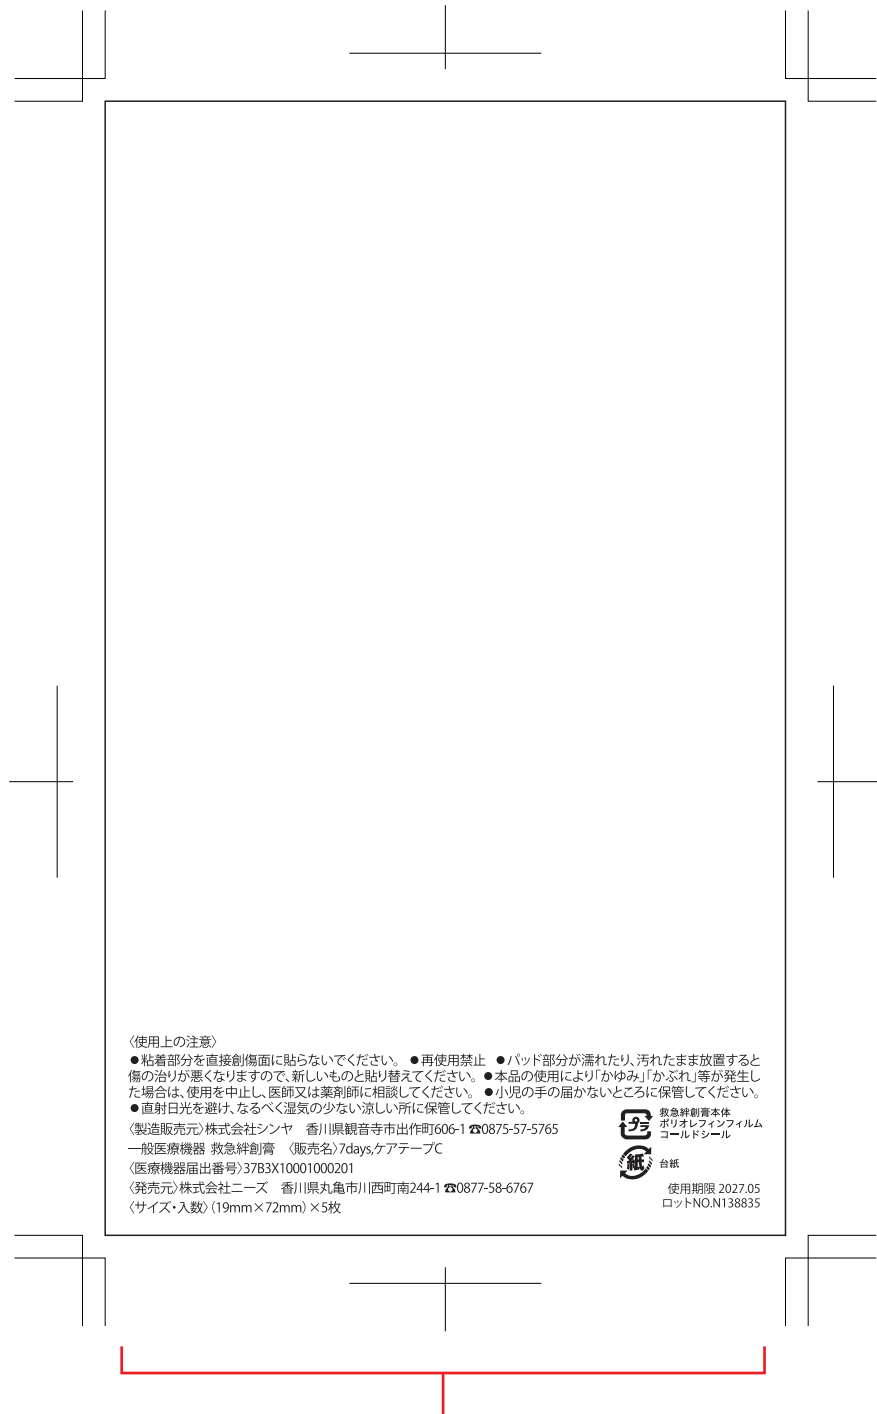 〈使用上の注意〉
●粘着部分を直接創傷面に貼らないでください。 ●再使用禁止 ●パッド部分が濡れたり、汚れたまま放置すると
傷の治りが悪くなりますので、新しいものと貼り替えてください。 ●本品の使用により「かゆみ」「かぶれ」等が発生し
た場合は、使用を中止し、医師又は薬剤師に相談してください。 ●小児の手の届かないところに保管してください。
●直射日光を避け、なるべく湿気の少ない涼しい所に保管してください。
〈製造販売元〉株式会社シンヤ 香川県観音寺市出作町606-1 ☎0875-57-5765
一般医療機器 救急絆創膏 〈販売名〉7days,ケアテープC
〈医療機器届出番号〉37B3X10001000201
〈発売元〉株式会社ニーズ 香川県丸亀市川西町南244-1 ☎0877-58-6767
〈サイズ・入数〉(19mm×72mm)×5枚
プラ
救急絆創膏本体
ポリオレフィンフィルム
コールドシール
紙
台紙
使用期限 2027.05
ロットNO.N138835